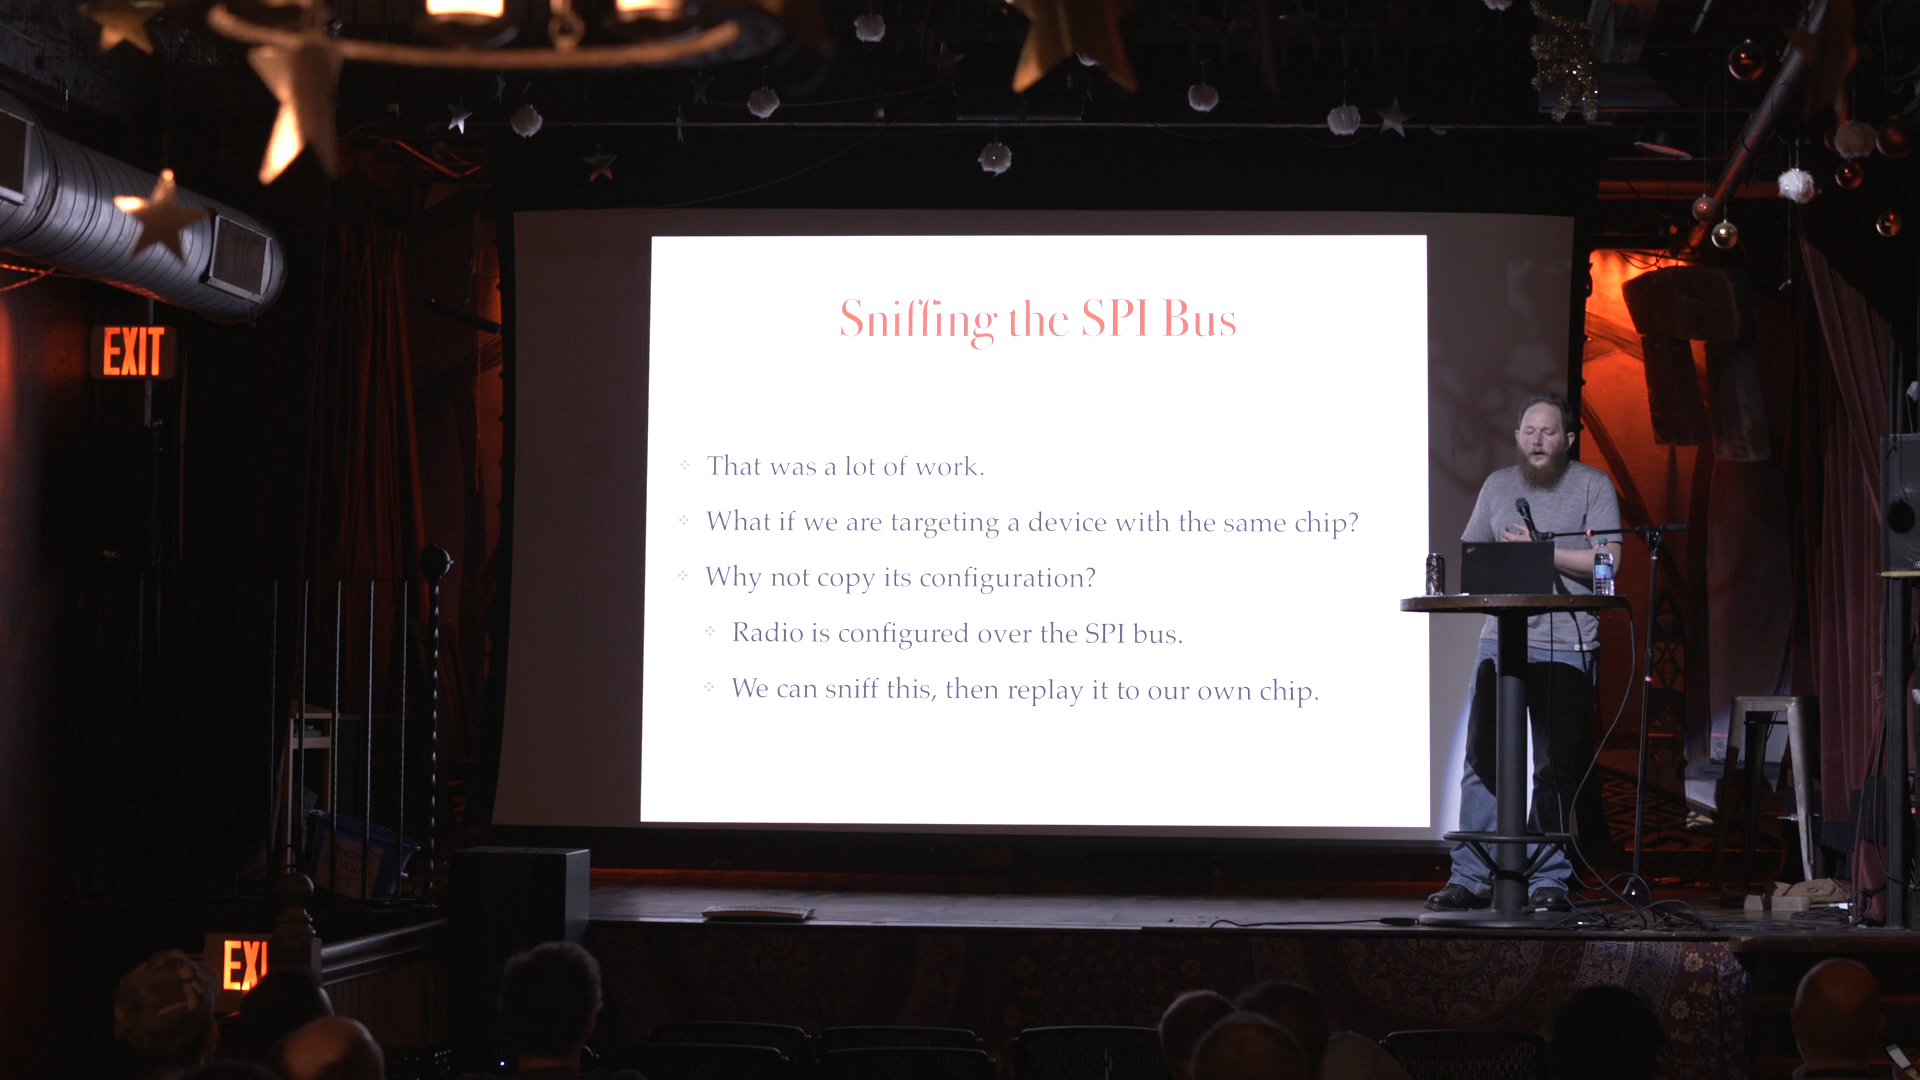 EXIT
Sniffing the SPI Bus
That was a lot of work.
What if we are targeting a device with the same chip?
Why not copy its configuration?
Radio is configured over the SPI bus.
We can sniff this, then replay it to our own chip.
EXI